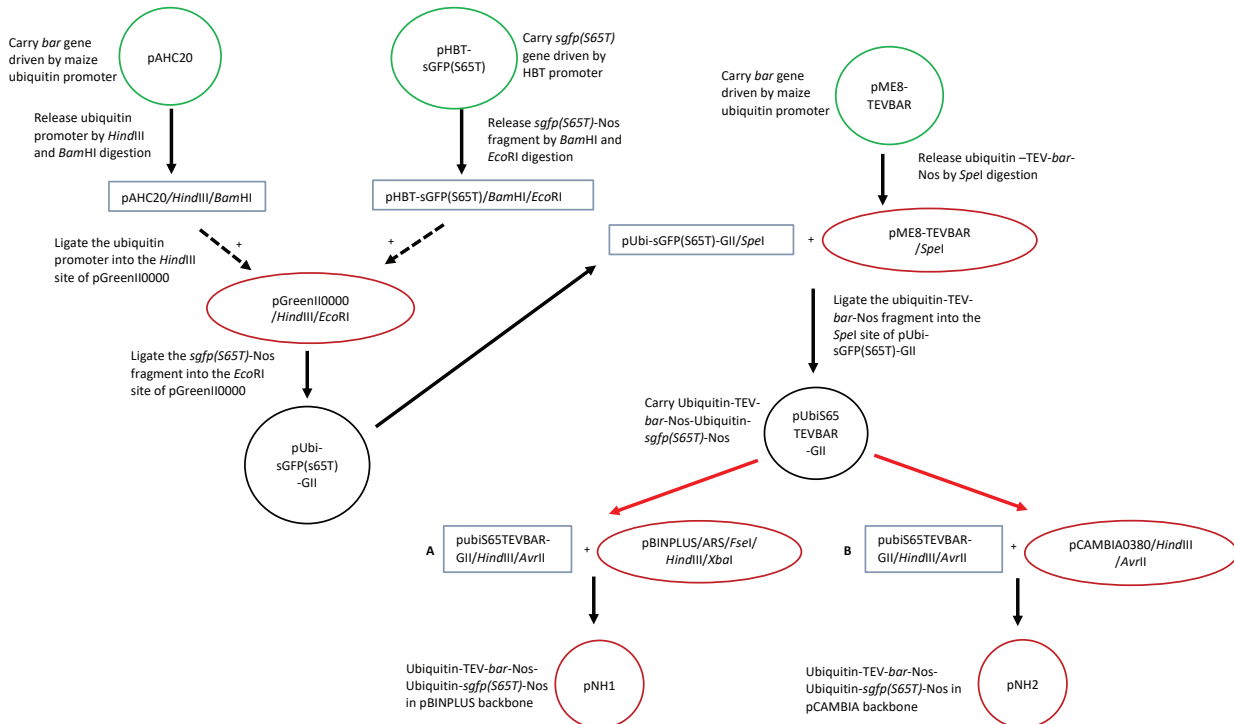 Carry bar gene
driven by maize
ubiquitin promoter
pAHC20
pHBT-
sGFP(S65T)
Carry sgfp(S65T)
gene driven by
HBT promoter
Carry bar gene
driven by maize
ubiquitin promoter
pME8-
TEVBAR
Release ubiquitin
promoter by HindIII
and BamHI digestion
Release sgfp(S65T)-Nos
fragment by BamHI and
EcoRI digestion
Release ubiquitin –TEV-bar-
Nos by SpeI digestion
pAHC20/HindIII/BamHI
pHBT-sGFP(S65T)/BamHI/EcoRI
Ligate the ubiquitin
promoter into the HindIII
site of pGreenII0000
+
+
pUbi-sGFP(S65T)-GII/SpeI
+
pME8-TEVBAR
/SpeI
pGreenII0000
/HindIII/EcoRI
Ligate the ubiquitin-TEV-
bar-Nos fragment into the
SpeI site of pUbi-
sGFP(S65T)-GII
Ligate the sgfp(S65T)-Nos
fragment into the EcoRI
site of pGreenII0000
pUbi-
sGFP(s65T)
-GII
Carry Ubiquitin-TEV-
bar-Nos-Ubiquitin-
sgfp(S65T)-Nos
pUbiS65
TEVBAR
-GII
A
pubiS65TEVBAR-
GII/HindIII/AvrII
+
pBINPLUS/ARS/FseI/
HindIII/XbaI
B
pubiS65TEVBAR-
GII/HindIII/AvrII
+
pCAMBIA0380/HindIII
/AvrII
Ubiquitin-TEV-bar-Nos-
Ubiquitin-sgfp(S65T)-Nos
in pBINPLUS backbone
pNH1
Ubiquitin-TEV-bar-Nos-
Ubiquitin-sgfp(S65T)-Nos in
pCAMBIA backbone
pNH2